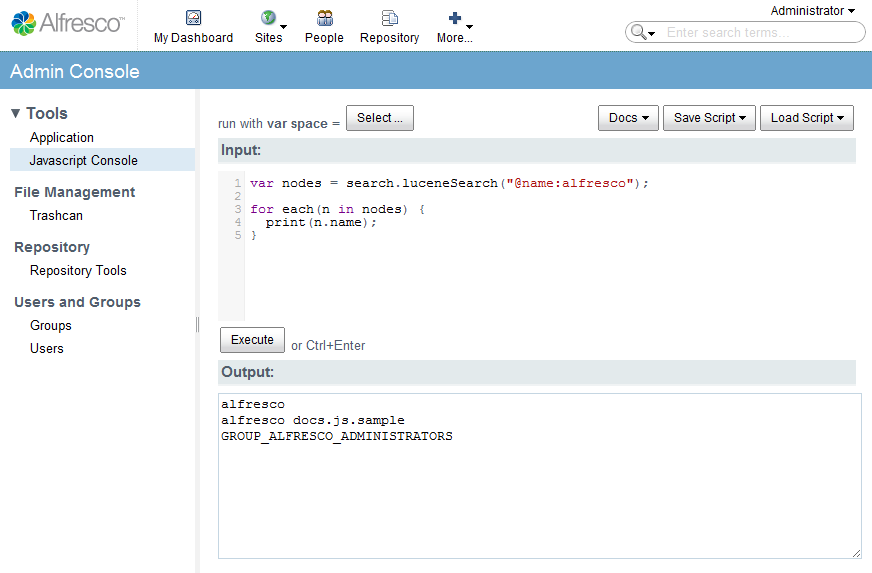 Alfresco™
My Dashboard
Sites
People
Repository
More...
Administrator
Enter search terms...
Admin Console
Tools
Application
Javascript Console
File Management
Trashcan
Repository
Repository Tools
Users and Groups
Groups
Users
run with var space =
Select ...
Docs
Save Script
Load Script
Input:
1 var nodes = search.luceneSearch("@name:alfresco");
2
3 for each(n in nodes) {
4   print(n.name);
5 }
Execute
or Ctrl+Enter
Output:
alfresco
alfresco docs.js.sample
GROUP_ALFRESCO_ADMINISTRATORS